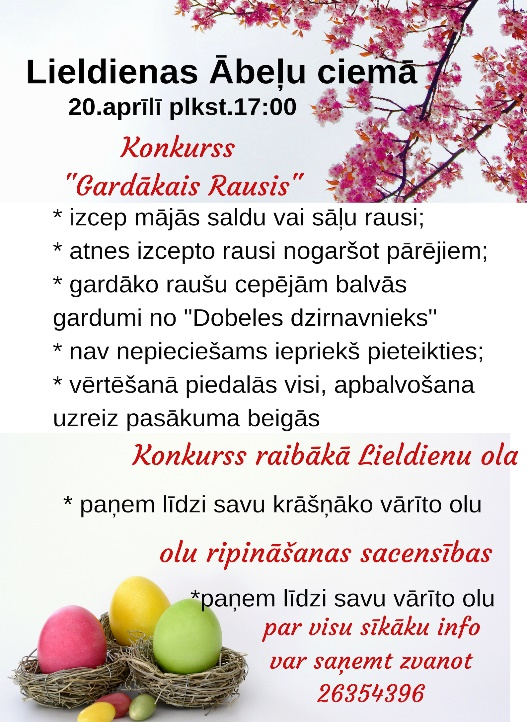 Lieldienas Ābeļu ciemā
20.aprīlī plkst.17:00
Konkurss
"Gardākais Rausis"
* izcep mājās saldu vai sāļu rausi;
* atnes izcepto rausi nogaršot pārējiem;
* gardāko raušu cepējām balvās
gardumi no "Dobeles dzirnavnieks"
* nav nepieciešams iepriekš pieteikties;
* vērtēšanā piedalās visi, apbalvošana
uzreiz pasākuma beigās
Konkurss raibākā Lieldienu ola
* paņem līdzi savu krāšņāko vārīto olu
olu ripināšanas sacensības
*paņem līdzi savu vārīto olu
par visu sīkāku info
var saņemt zvanot
26354396